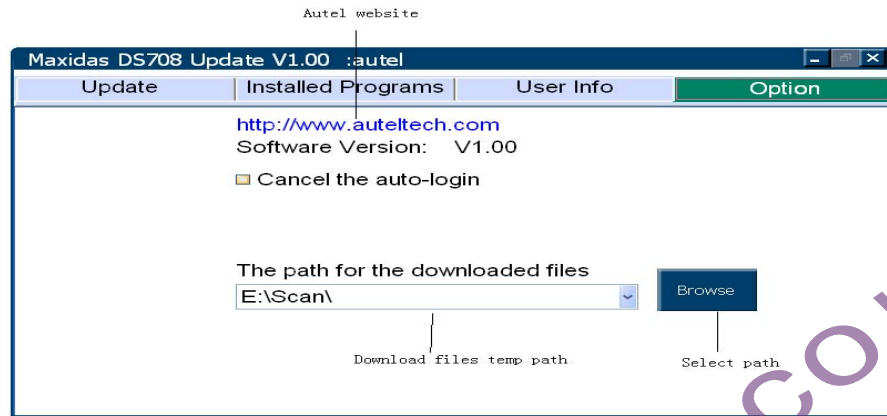 Autel website
Maxidas DS708 Update V1.00 :autel
Update Installed Programs User Info Option
http://www.auteltech.com
Software Version: V1.00
Cancel the auto-login
The path for the downloaded files
E:\Scan\
Browse
Download files temp path
Select path